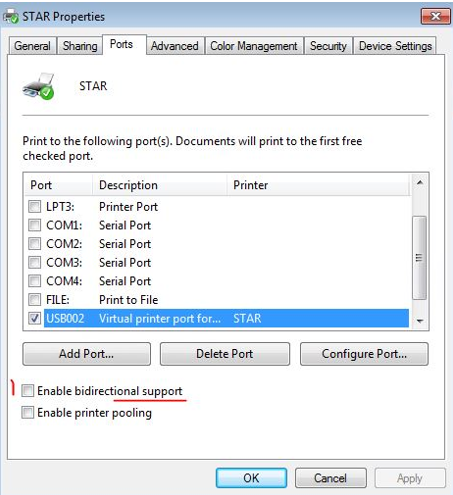 STAR Properties
General Sharing Ports Advanced Color Management Security Device Settings
STAR
Print to the following port(s). Documents will print to the first free
checked port.
Port Description Printer
LPT3: Printer Port
COM1: Serial Port
COM2: Serial Port
COM3: Serial Port
COM4: Serial Port
FILE: Print to File
USB002 Virtual printer port for... STAR
Add Port... Delete Port Configure Port...
Enable bidirectional support
Enable printer pooling
OK Cancel Apply